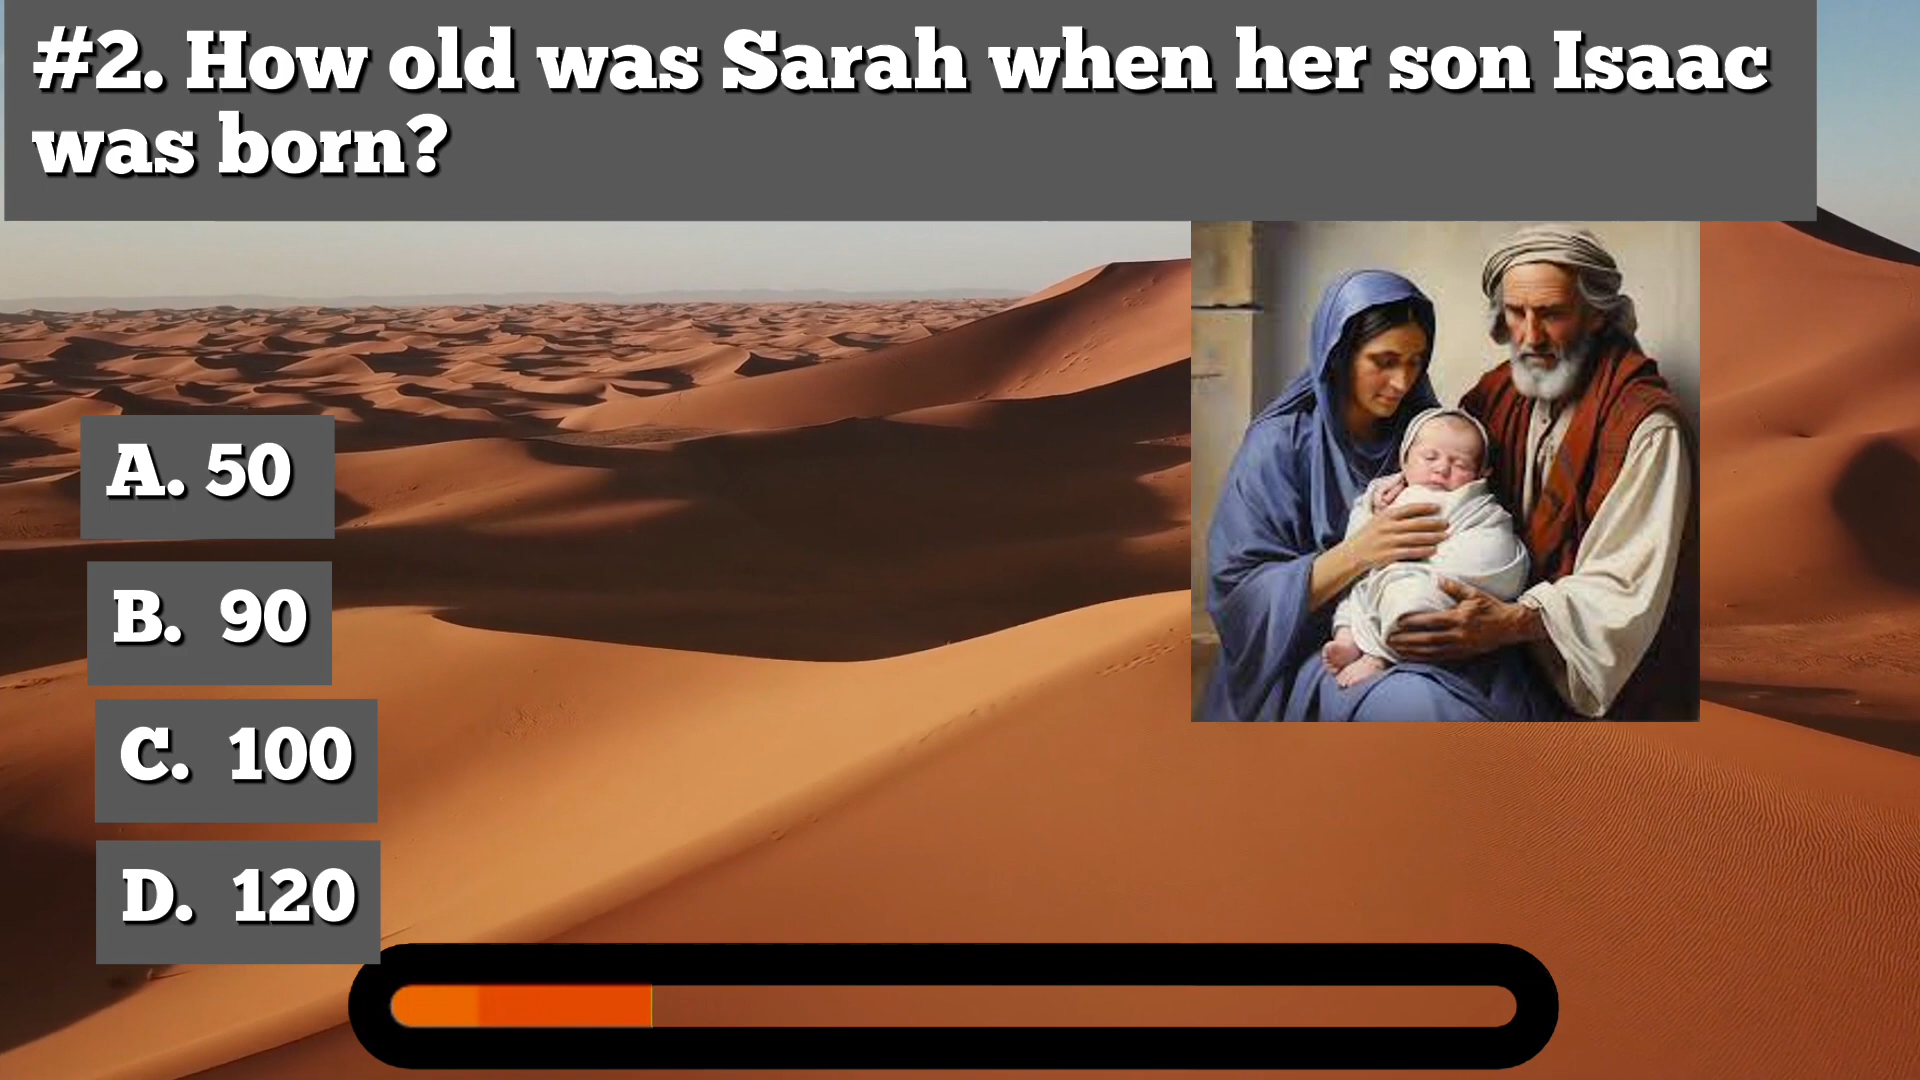 #2. How old was Sarah when her son Isaac
was born?
A. 50
B. 90
C. 100
D. 120